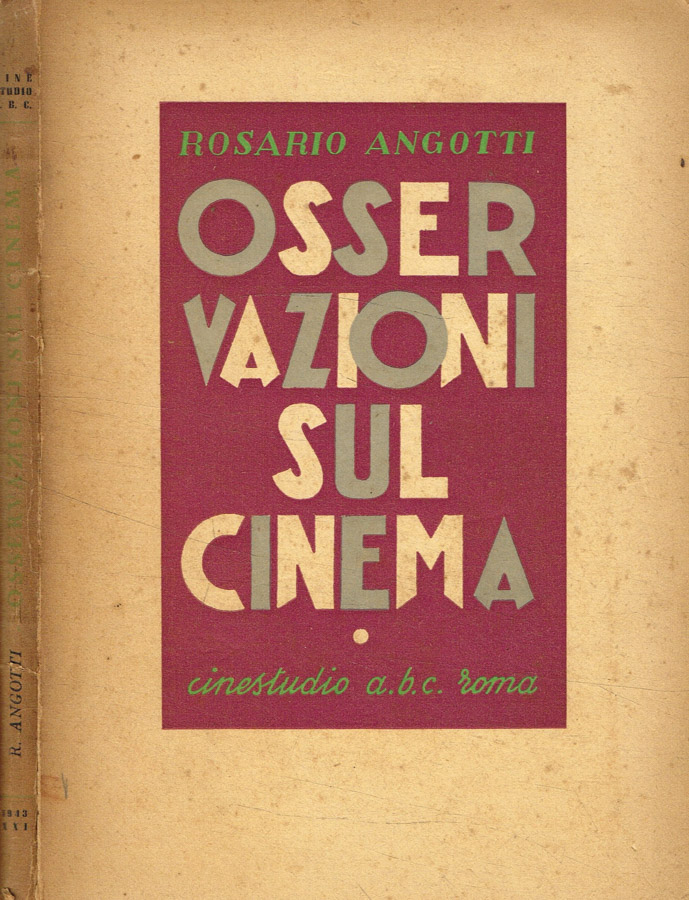 ROSARIO ANGOTTI
OSSER
VAZIONI
SUL
CINEMA
cinestudio a.b.c. roma
OSSERVAZIONI SUL CINEMA
R. ANGOTTI
1943
XXI